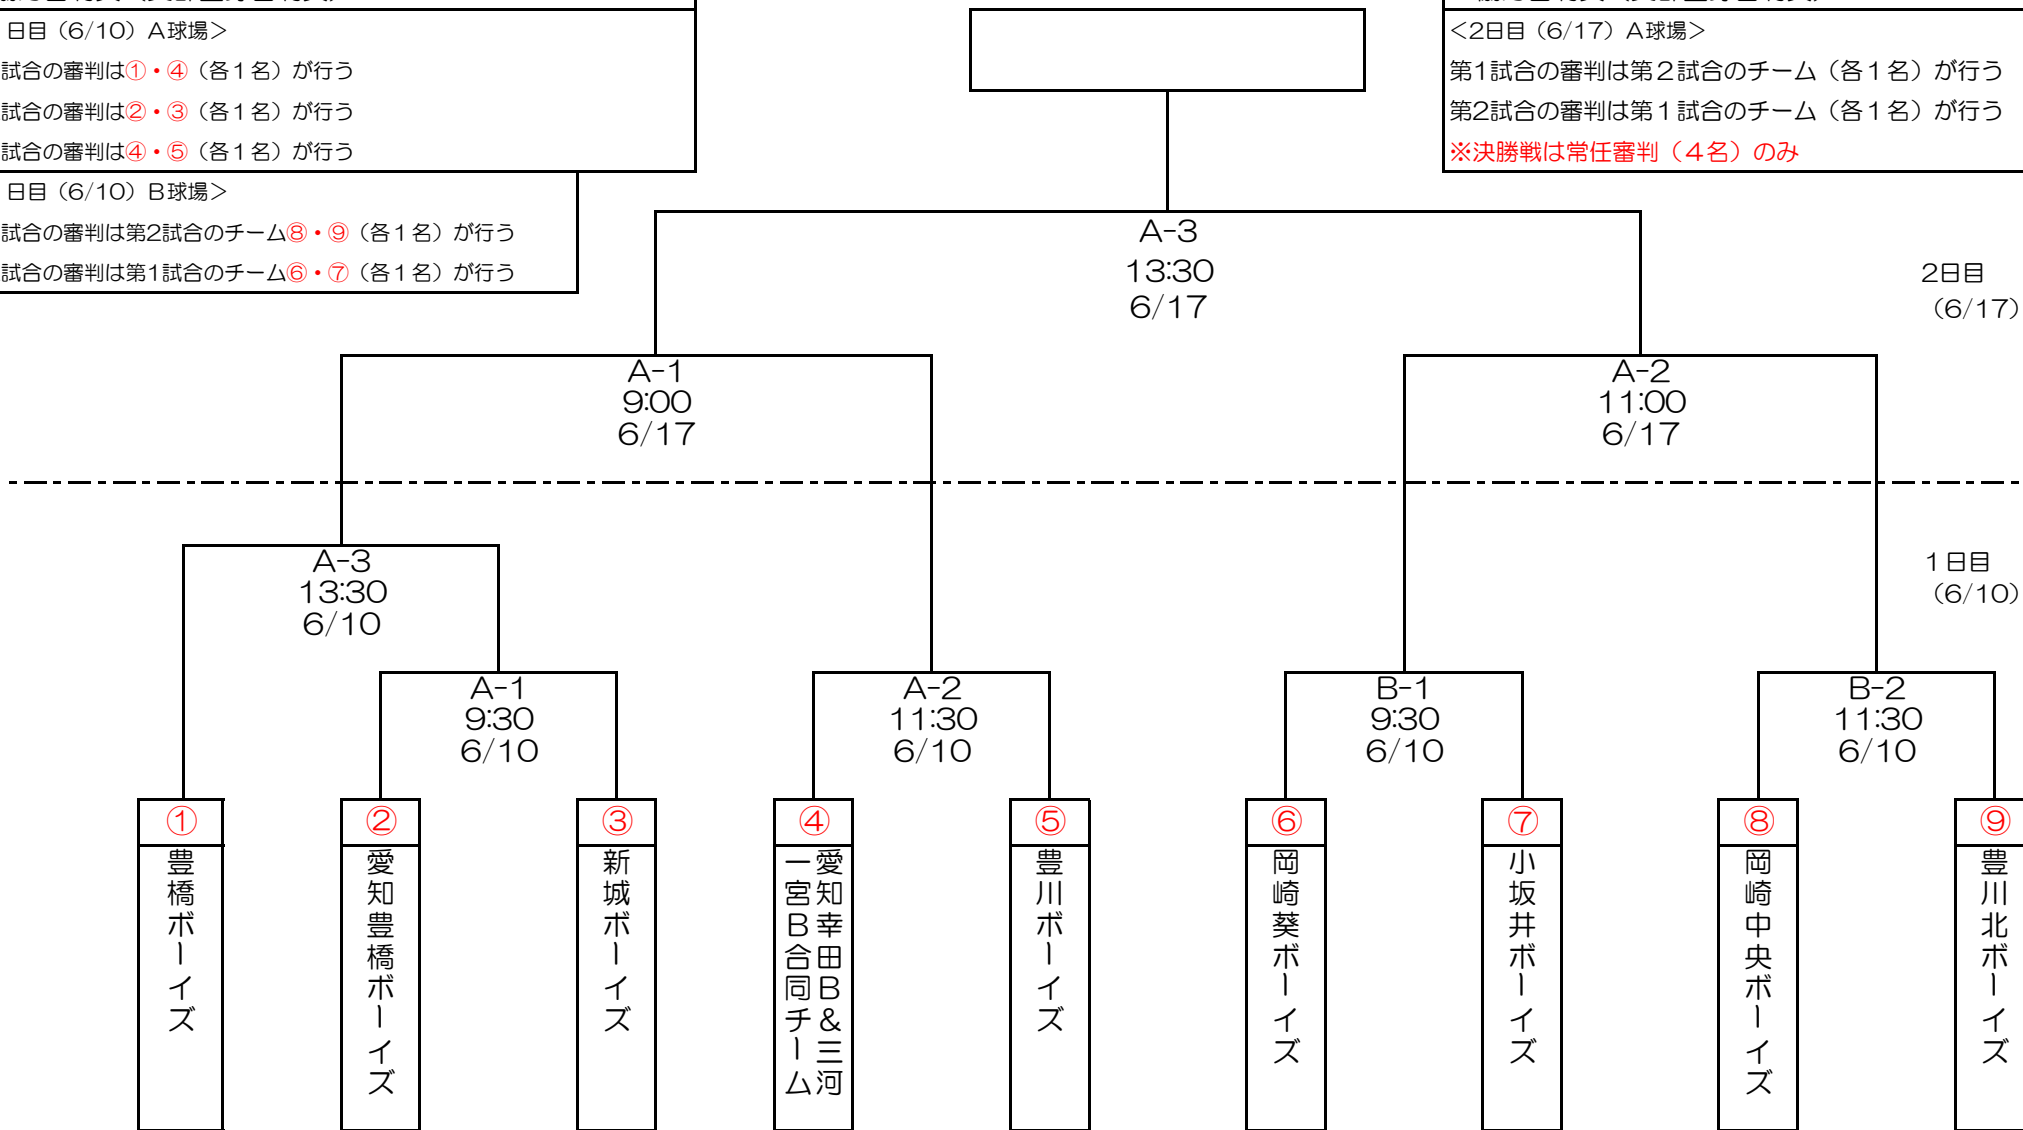 日目（6/10）A球場＞
試合の審判は①・④（各１名）が行う
試合の審判は②・③（各１名）が行う
試合の審判は④・⑤（各１名）が行う
日目（6/10）B球場＞
試合の審判は第2試合のチーム⑧・⑨（各１名）が行う
試合の審判は第1試合のチーム⑥・⑦（各１名）が行う
＜2日目（6/17）A球場＞
第1試合の審判は第２試合のチーム（各１名）が行う
第2試合の審判は第１試合のチーム（各１名）が行う
※決勝戦は常任審判（４名）のみ
A-3
13:30
6/17
2日目
（6/17）
A-1
9:00
6/17
A-2
11:00
6/17
A-3
13:30
6/10
1日目
（6/10）
A-1
9:30
6/10
A-2
11:30
6/10
B-1
9:30
6/10
B-2
11:30
6/10
①
豊橋ボーイズ
②
愛知豊橋ボーイズ
③
新城ボーイズ
④
愛知幸田B＆三河
一宮B合同チーム
⑤
豊川ボーイズ
⑥
岡崎葵ボーイズ
⑦
小坂井ボーイズ
⑧
岡崎中央ボーイズ
⑨
豊川北ボーイズ